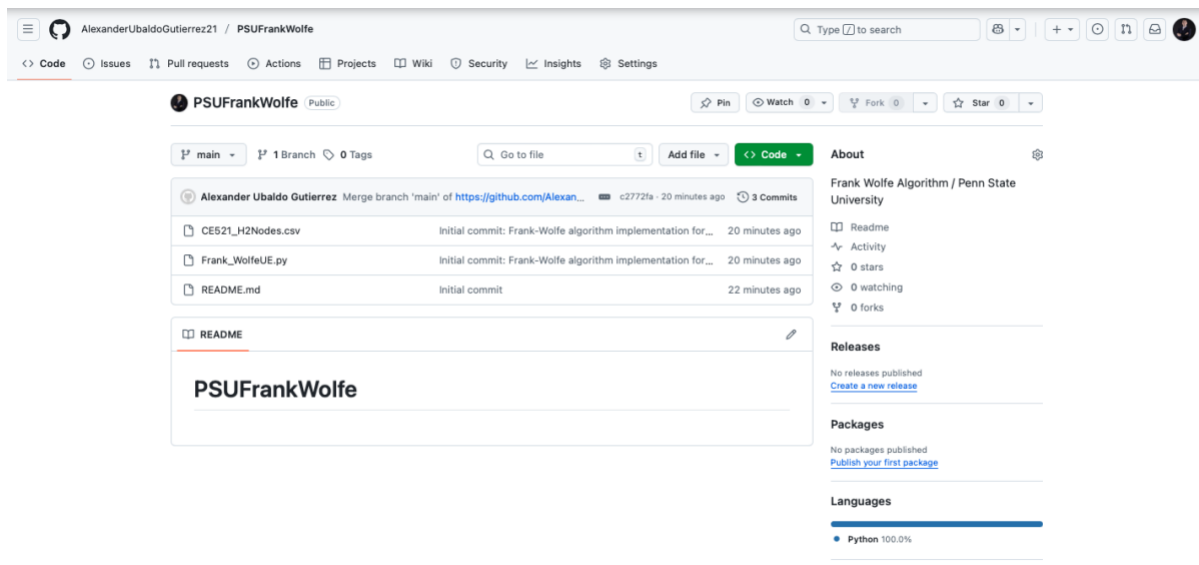 AlexanderUbaldoGutierrez21 / PSUFrankWolfe
Type / to search
Code Issues Pull requests Actions Projects Wiki Security Insights Settings
PSUFrankWolfe Public
Pin Watch 0 Fork 0 Star 0
main 1 Branch 0 Tags Go to file t Add file Code
Alexander Ubaldo Gutierrez Merge branch 'main' of https://github.com/Alexan... c2772fa · 20 minutes ago 3 Commits
CE521_H2Nodes.csv Initial commit: Frank-Wolfe algorithm implementation for... 20 minutes ago
Frank_WolfeUE.py Initial commit: Frank-Wolfe algorithm implementation for... 20 minutes ago
README.md Initial commit 22 minutes ago
README
PSUFrankWolfe
About
Frank Wolfe Algorithm / Penn State
University
Readme
Activity
0 stars
0 watching
0 forks
Releases
No releases published
Create a new release
Packages
No packages published
Publish your first package
Languages
Python 100.0%